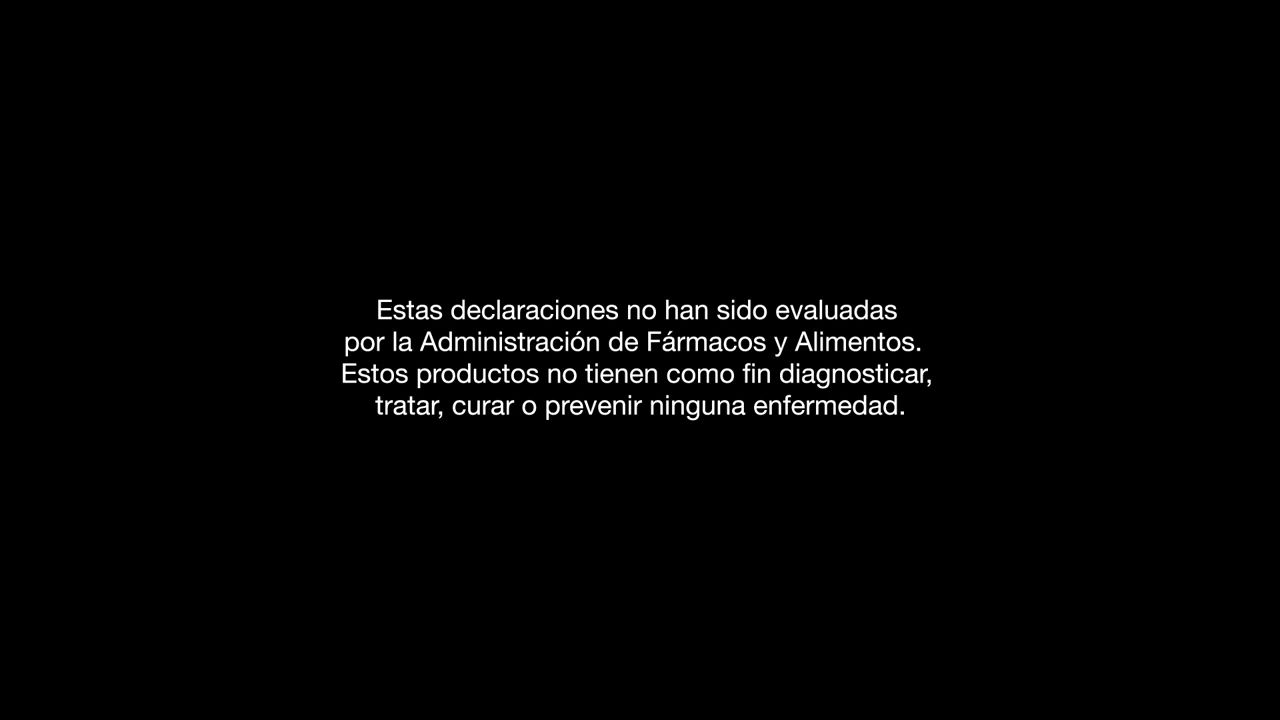 Estas declaraciones no han sido evaluadas
por la Administración de Fármacos y Alimentos.
Estos productos no tienen como fin diagnosticar,
tratar, curar o prevenir ninguna enfermedad.